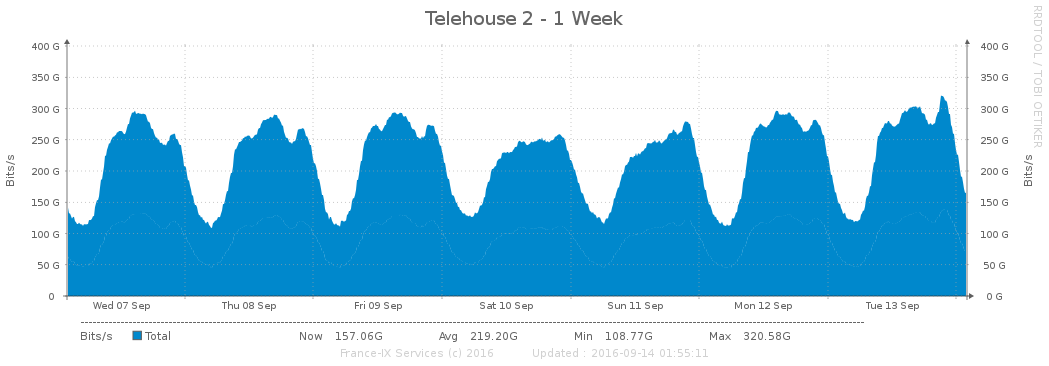 Telehouse 2 - 1 Week
RRDTOOL / TOBI OETIKER
400 G 400 G
350 G 350 G
300 G 300 G
250 G 250 G
200 G 200 G
150 G 150 G
100 G 100 G
50 G 50 G
0 0 G
Bits/s
Bits/s
Wed 07 Sep Thu 08 Sep Fri 09 Sep Sat 10 Sep Sun 11 Sep Mon 12 Sep Tue 13 Sep
Bits/s Total Now 157.06G Avg 219.20G Min 108.77G Max 320.58G
France-IX Services (c) 2016 Updated : 2016-09-14 01:55:11